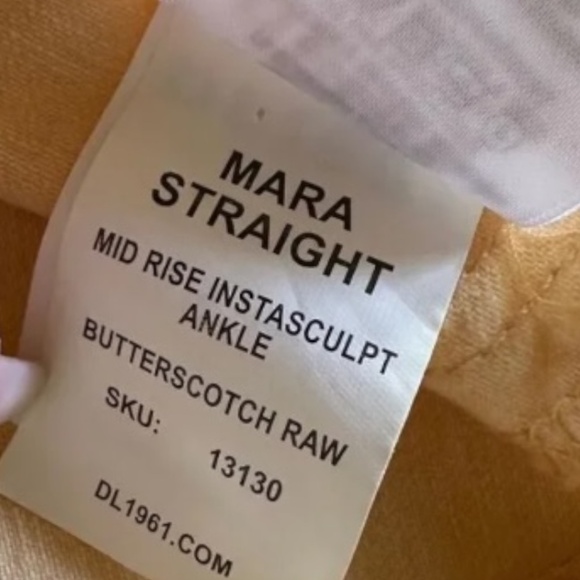 MARA
STRAIGHT
MID RISE INSTASCULPT
ANKLE
BUTTERSCOTCH RAW
SKU: 13130
DL1961.COM